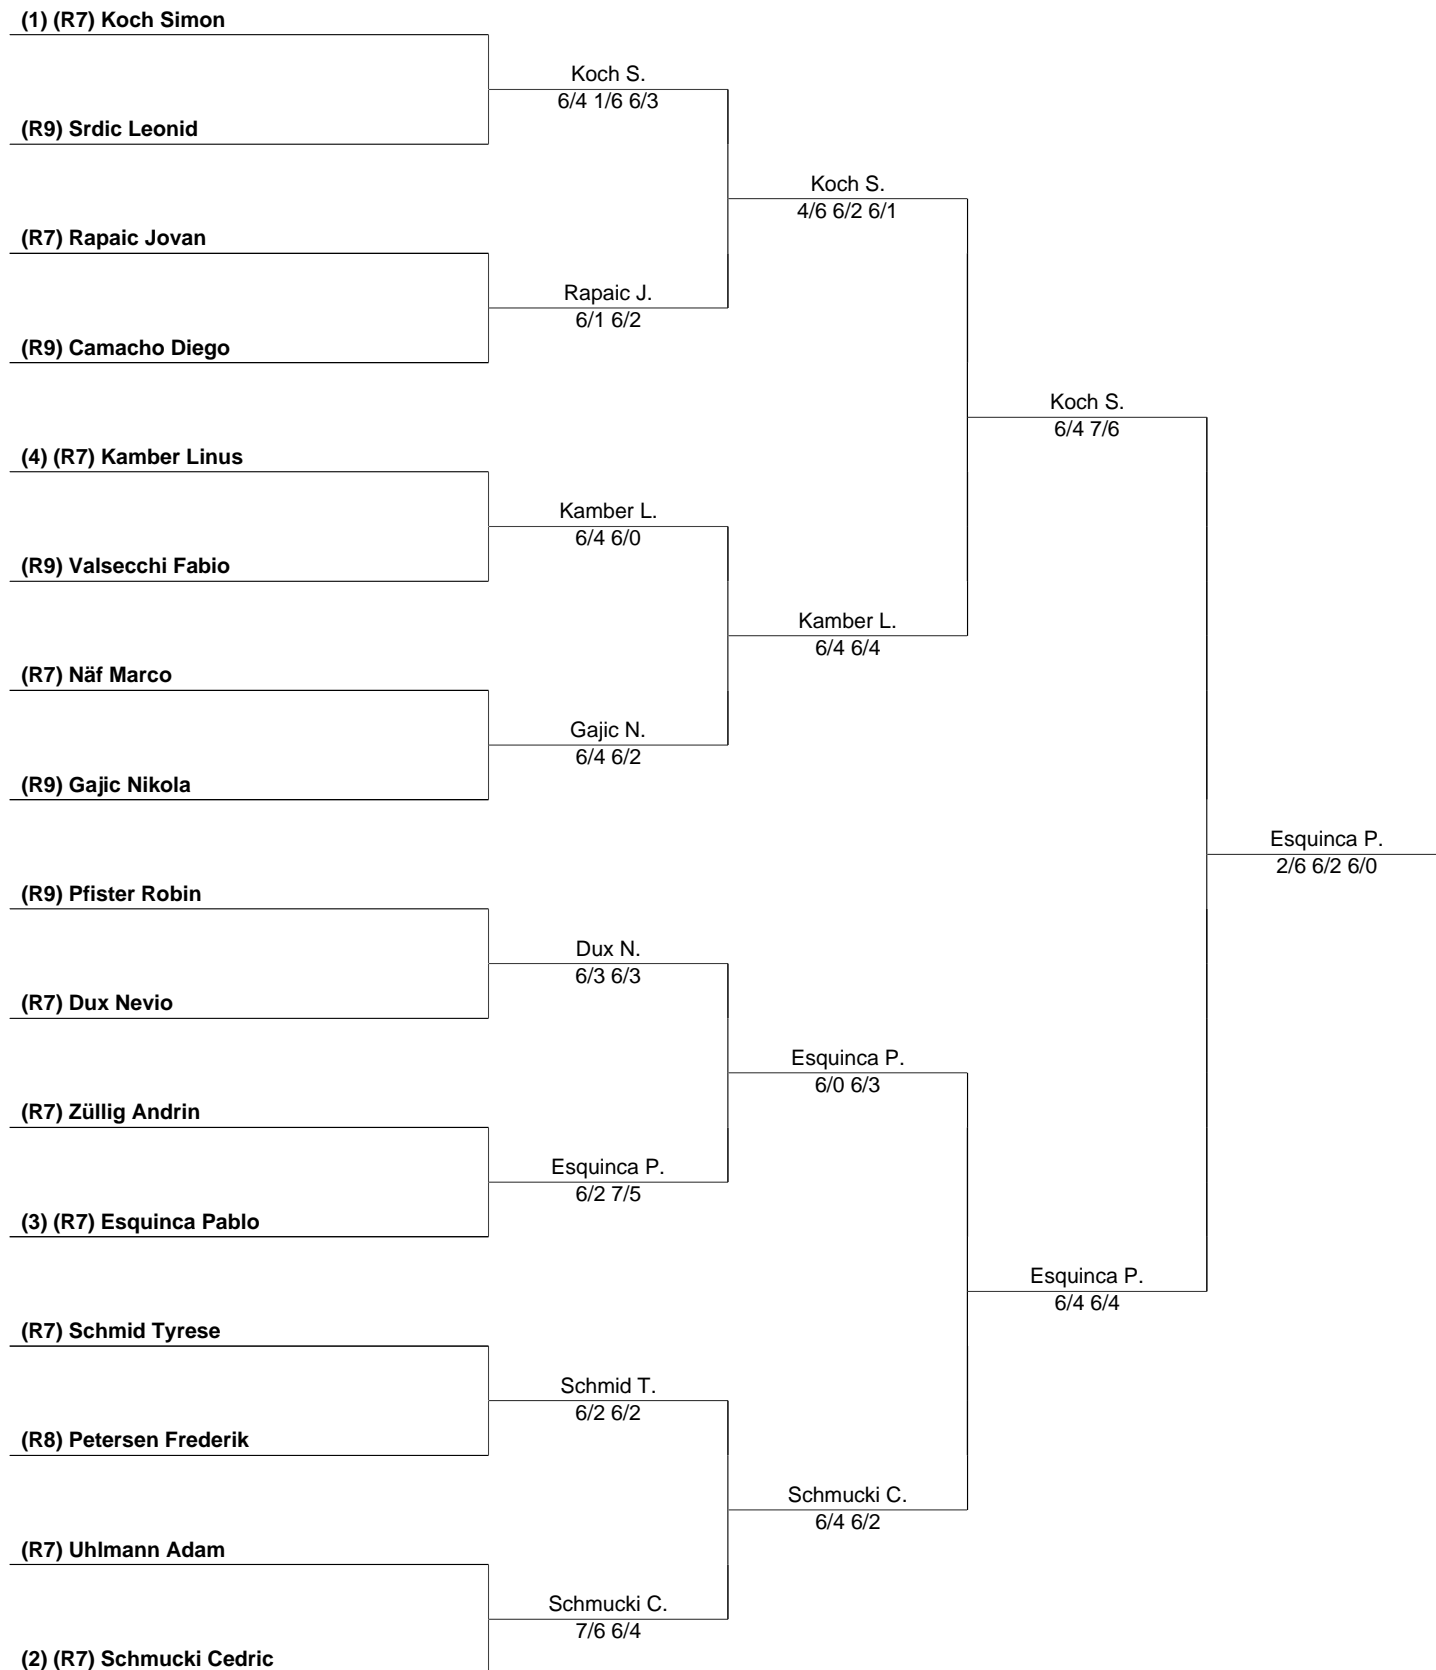 (1) (R7) Koch Simon
Koch S.
6/4 1/6 6/3
(R9) Srdic Leonid
Koch S.
4/6 6/2 6/1
(R7) Rapaic Jovan
Rapaic J.
6/1 6/2
(R9) Camacho Diego
Koch S.
6/4 7/6
(4) (R7) Kamber Linus
Kamber L.
6/4 6/0
(R9) Valsecchi Fabio
Kamber L.
6/4 6/4
(R7) Näf Marco
Gajic N.
6/4 6/2
(R9) Gajic Nikola
Esquinca P.
2/6 6/2 6/0
(R9) Pfister Robin
Dux N.
6/3 6/3
(R7) Dux Nevio
Esquinca P.
6/0 6/3
(R7) Züllig Andrin
Esquinca P.
6/2 7/5
(3) (R7) Esquinca Pablo
Esquinca P.
6/4 6/4
(R7) Schmid Tyrese
Schmid T.
6/2 6/2
(R8) Petersen Frederik
Schmucki C.
6/4 6/2
(R7) Uhlmann Adam
Schmucki C.
7/6 6/4
(2) (R7) Schmucki Cedric